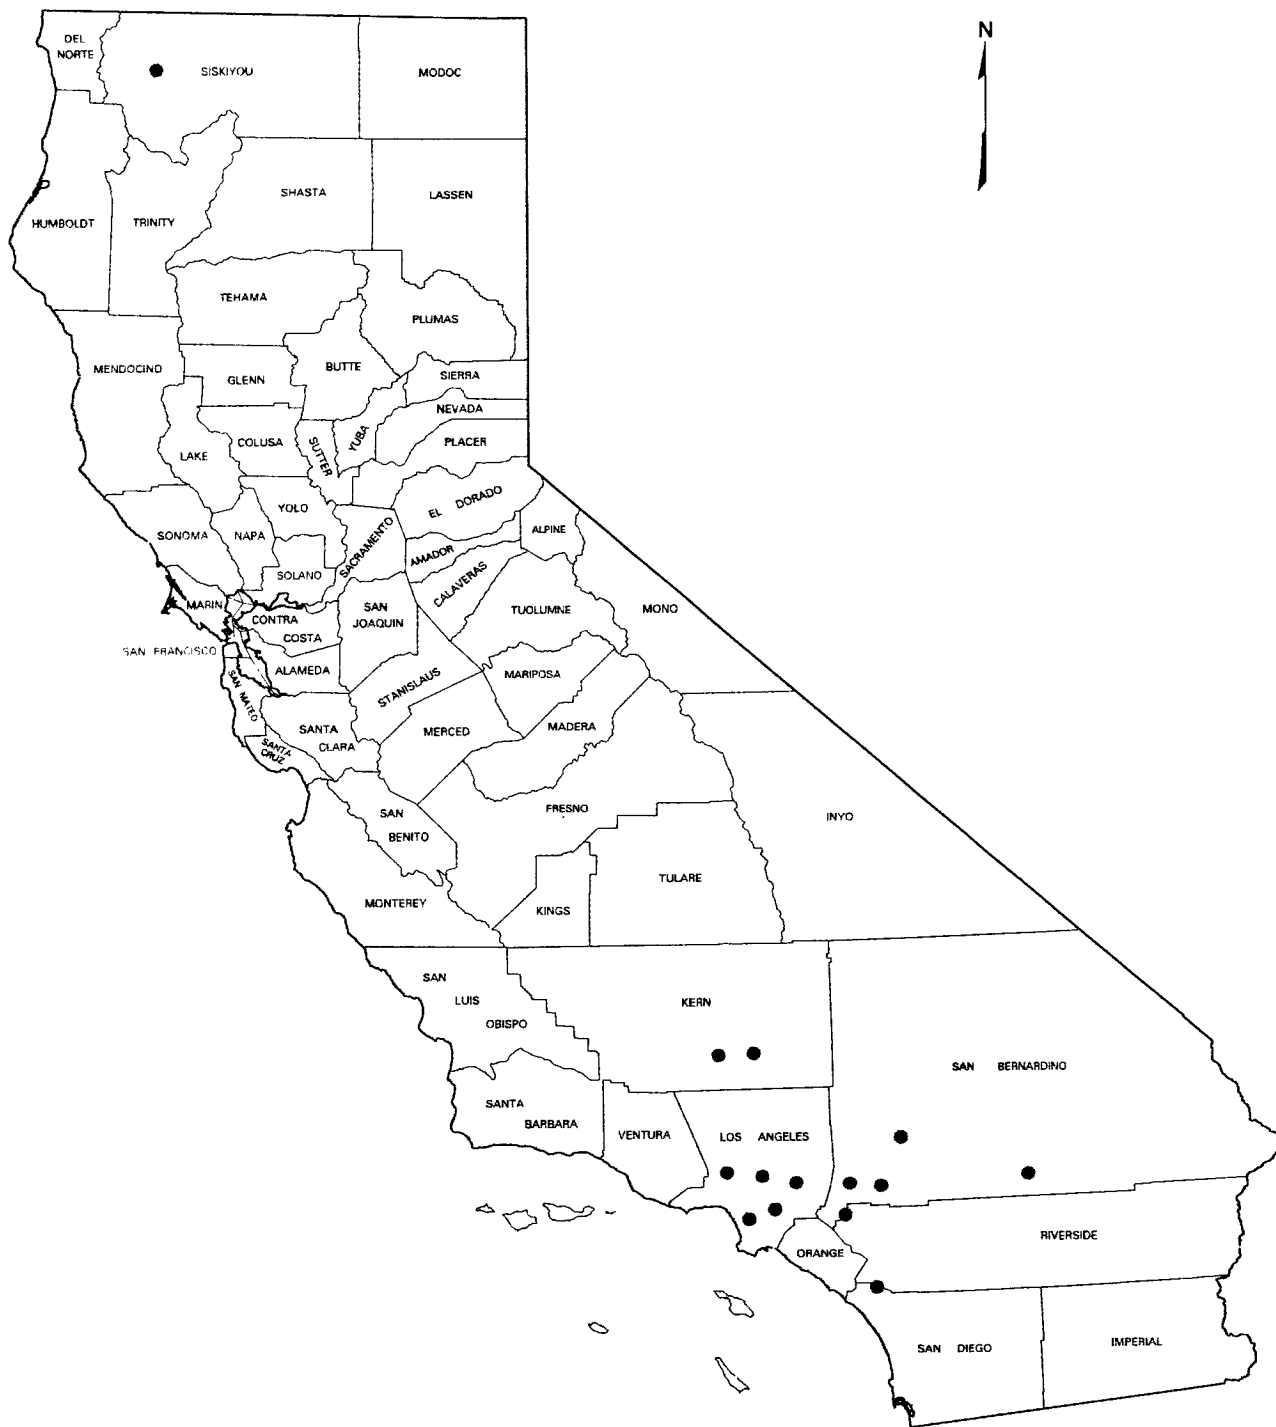 N
DEL
NORTE
SISKIYOU
MODOC
HUMBOLDT
TRINITY
SHASTA
LASSEN
TEHAMA
PLUMAS
MENDOCINO
GLENN
BUTTE
SIERRA
NEVADA
PLACER
LAKE
COLUSA
SUTTER
YUBA
SONOMA
NAPA
YOLO
EL DORADO
SACRAMENTO
ALPINE
SOLANO
AMADOR
CALAVERAS
MARIN
CONTRA
COSTA
SAN
JOAQUIN
TUOLUMNE
MONO
SAN FRANCISCO
ALAMEDA
SAN MATEO
STANISLAUS
MARIPOSA
SANTA
CLARA
SANTA
CRUZ
MERCED
MADERA
SAN
BENITO
FRESNO
INYO
MONTEREY
KINGS
TULARE
SAN
LUIS
OBISPO
KERN
SAN BERNARDINO
SANTA
BARBARA
VENTURA
LOS ANGELES
ORANGE
RIVERSIDE
SAN DIEGO
IMPERIAL